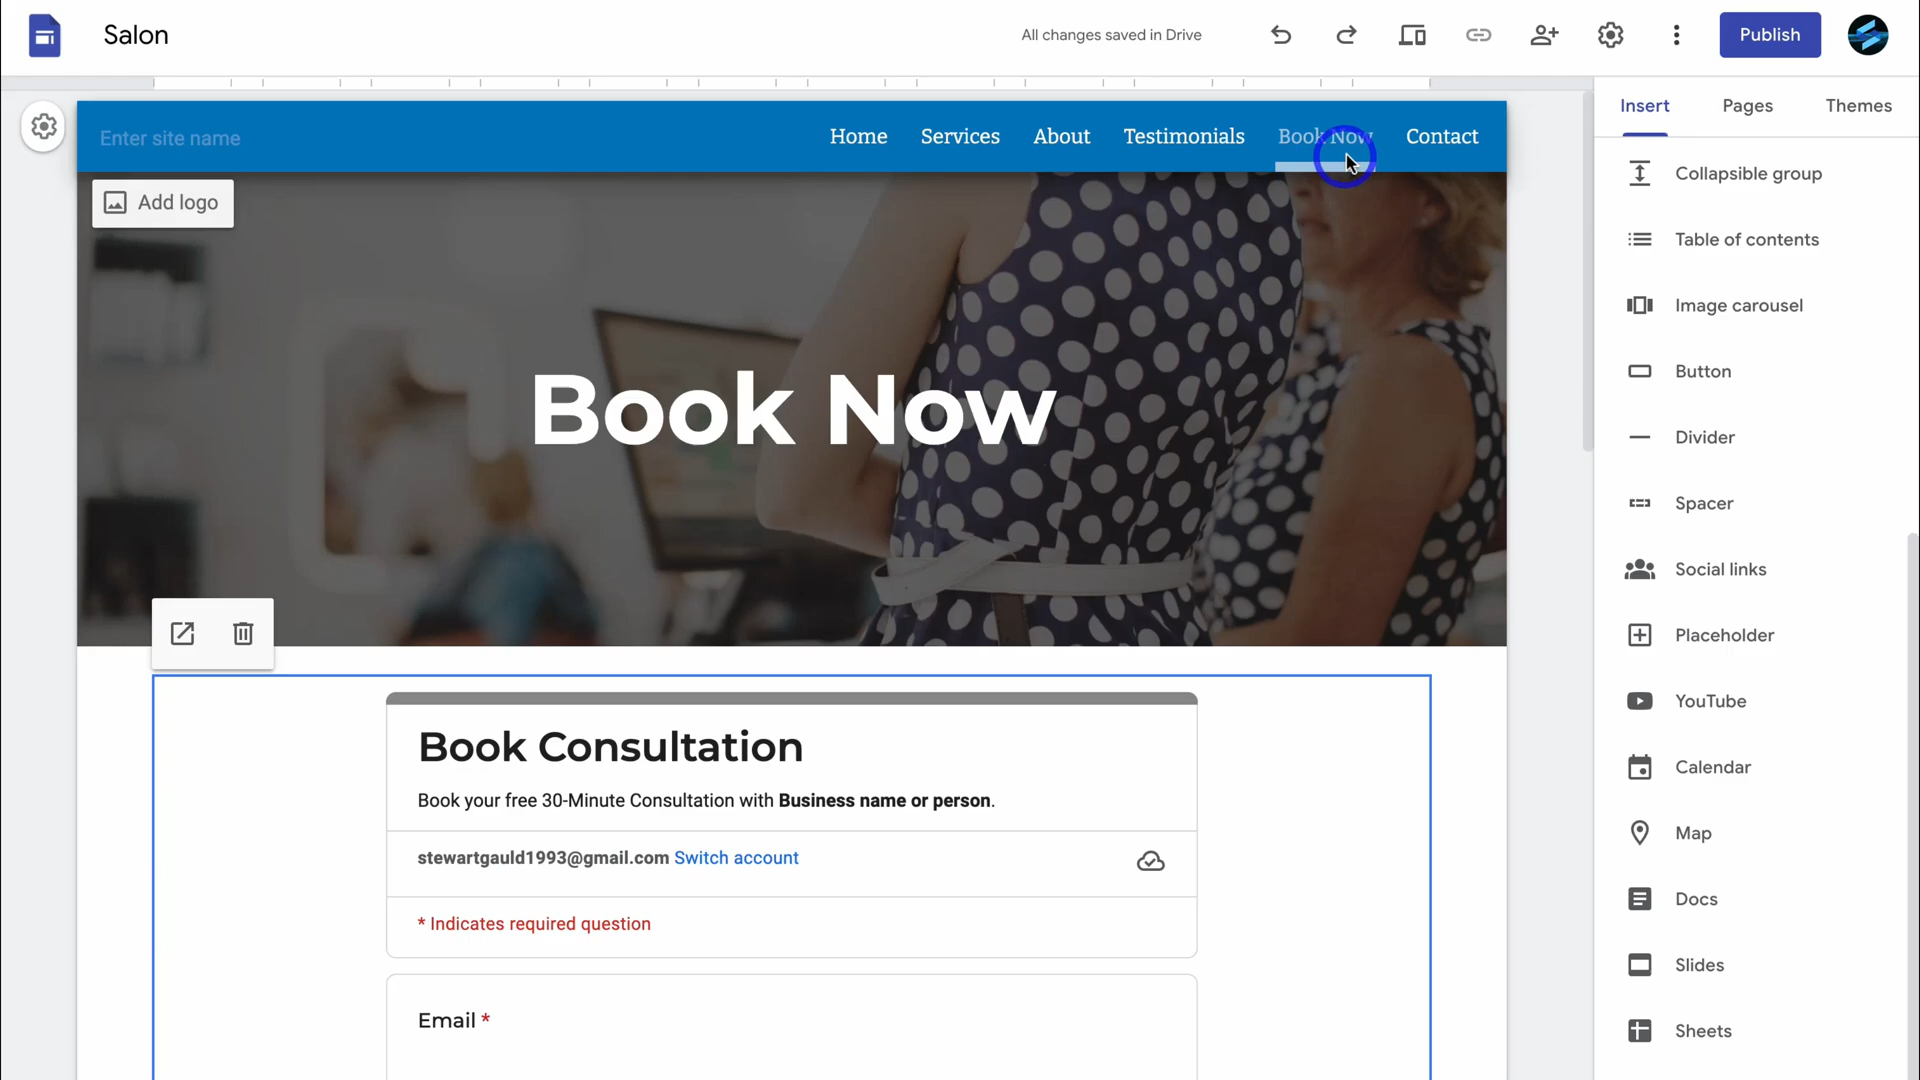 Salon
All changes saved in Drive
Publish
Insert
Pages
Themes
Enter site name
Home
Services
About
Testimonials
Book Now
Contact
Add logo
Book Now
Book Consultation
Book your free 30-Minute Consultation with Business name or person.
stewartgauld1993@gmail.com Switch account
* Indicates required question
Email *
Collapsible group
Table of contents
Image carousel
Button
Divider
Spacer
Social links
Placeholder
YouTube
Calendar
Map
Docs
Slides
Sheets